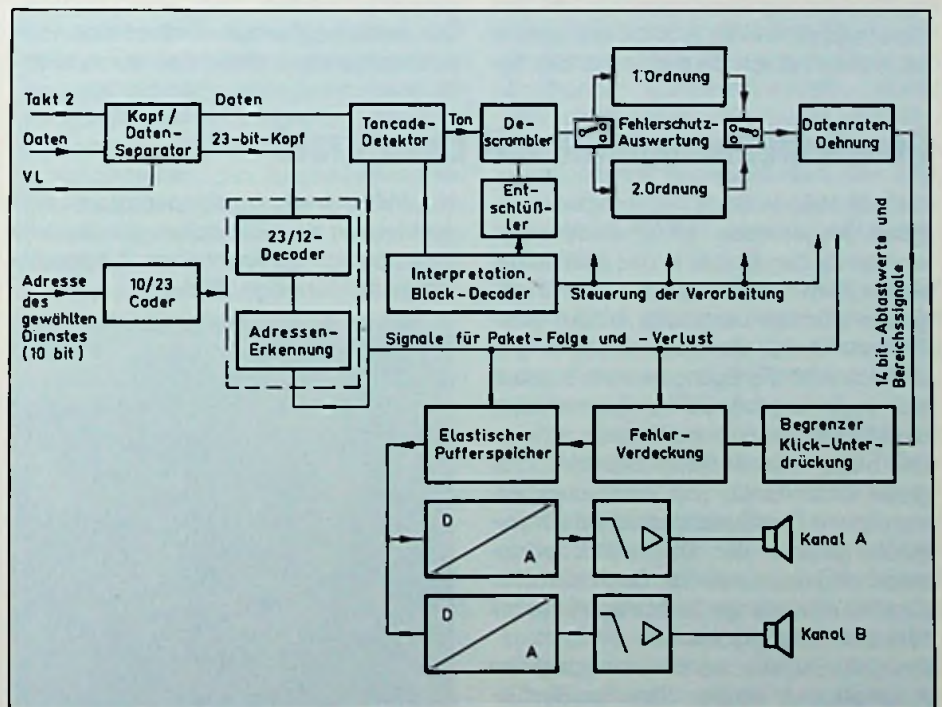 1. Ordnung
Takt 2
Daten
VL
Kopf /
Daten-
Separator
Daten
23-bit-Kopf
Toncade-
Detektor
Ton
De-
scrambler
Fehlerschutz-
Auswertung
Datenraten-
Dehnung
2. Ordnung
Ent-
schlüßler
23/12-
Decoder
Adresse
des
gewählten
Dienstes
(10 bit)
10/23
Coder
Interpretation,
Block-Decoder
Steuerung der Verarbeitung
Adressen-
Erkennung
Signale für Paket-Folge und -Verlust
14 bit-Abtastwerte und
Bereichssignale
Elastischer
Pufferspeicher
Fehler-
Verdeckung
Begrenzer
Klick-Unter-
drückung
D
A
Kanal A
D
A
Kanal B